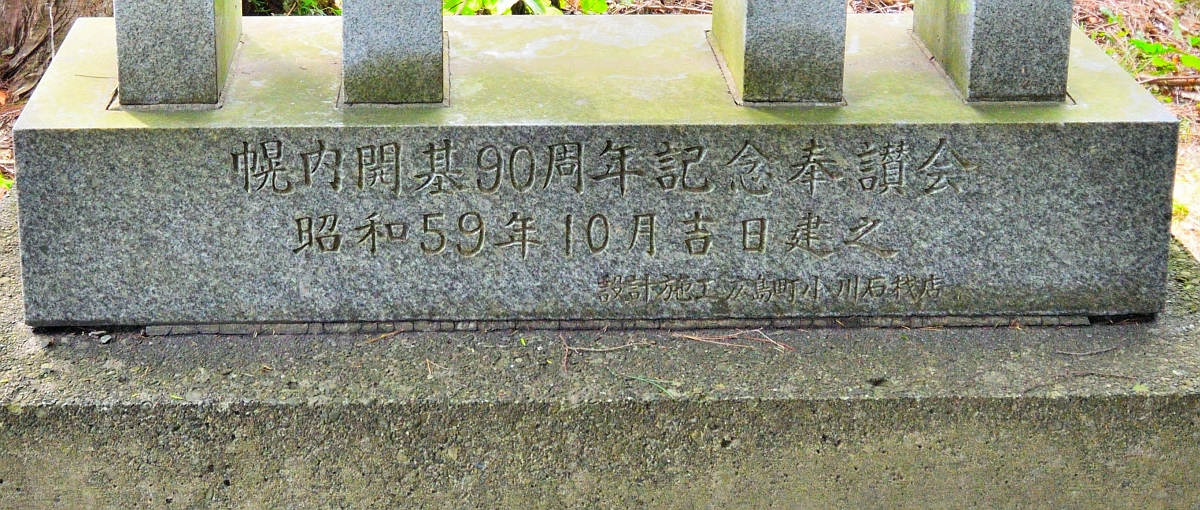 幌内開基90周年記念奉讃会
昭和59年10月吉日建之
設計施工広島町小川石材店